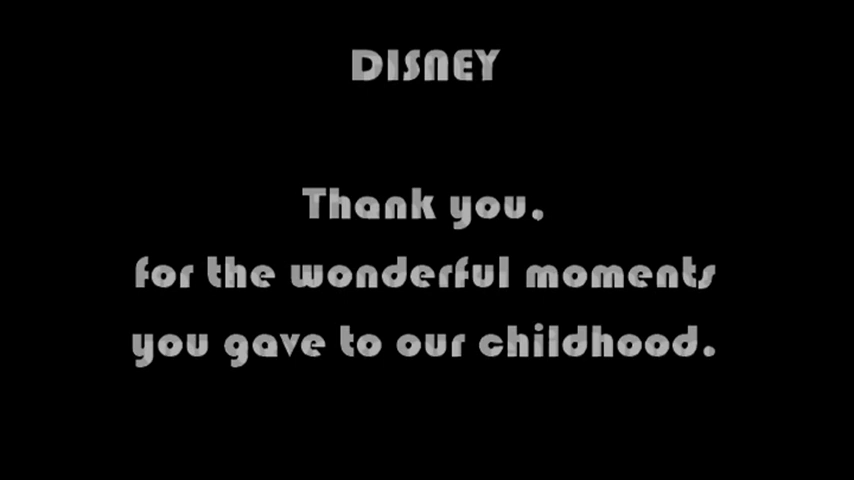 DISNEY
Thank you,
for the wonderful moments
you gave to our childhood.